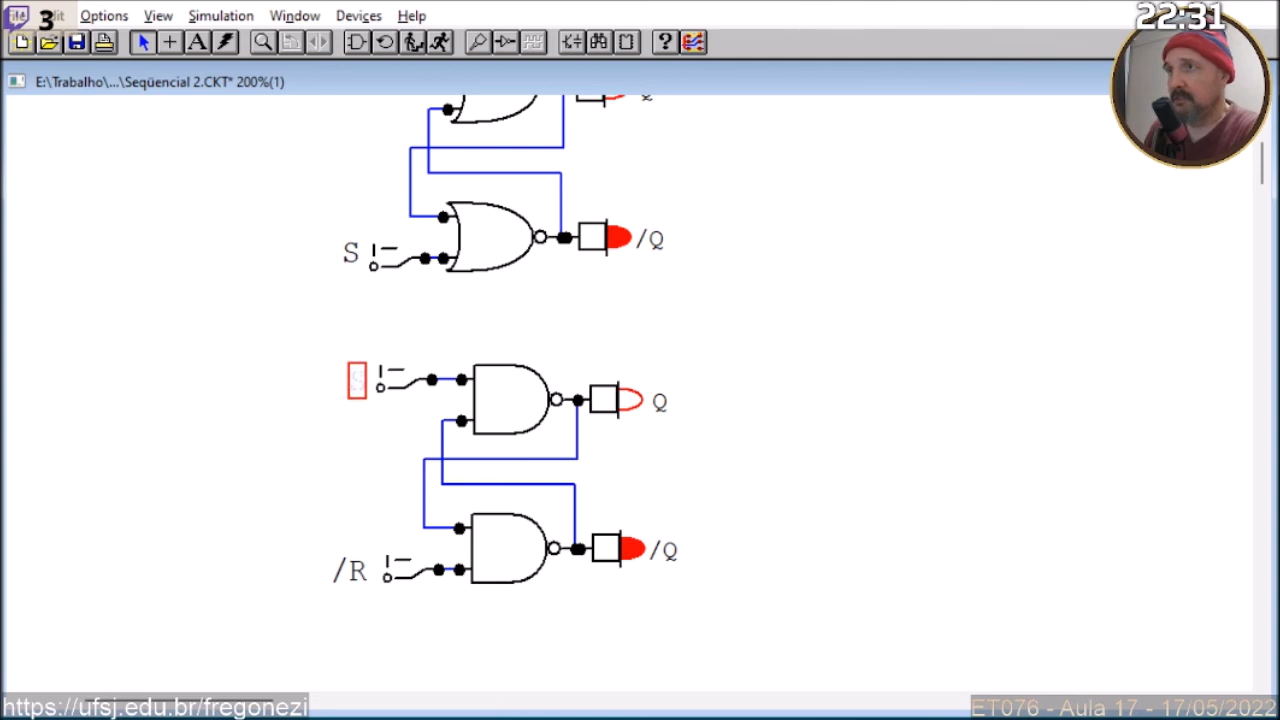 3
22:31
Options View Simulation Window Devices Help
E:\Trabalho\...\Seqüencial 2.CKT* 200%(1)
S
/Q
Q
/R
/Q
https://ufsj.edu.br/fregonezi
ET076 - Aula 17 - 17/05/2022